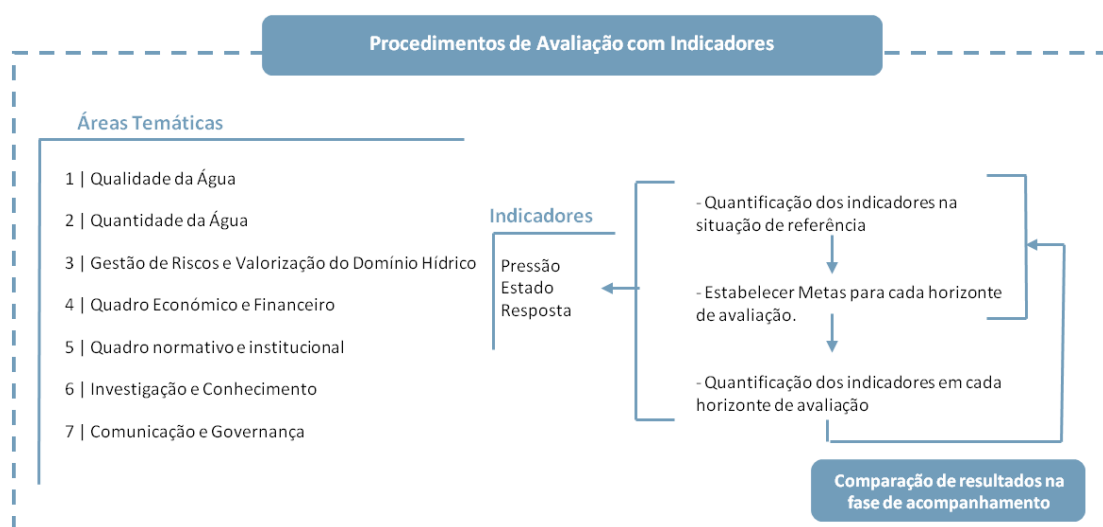 Procedimentos de Avaliação com Indicadores
Áreas Temáticas
1 | Qualidade da Água
2 | Quantidade da Água
3 | Gestão de Riscos e Valorização do Domínio Hídrico
4 | Quadro Económico e Financeiro
5 | Quadro normativo e institucional
6 | Investigação e Conhecimento
7 | Comunicação e Governança
Indicadores
Pressão
Estado
Resposta
- Quantificação dos indicadores na
situação de referência
- Estabelecer Metas para cada horizonte
de avaliação.
- Quantificação dos indicadores em cada
horizonte de avaliação
Comparação de resultados na
fase de acompanhamento